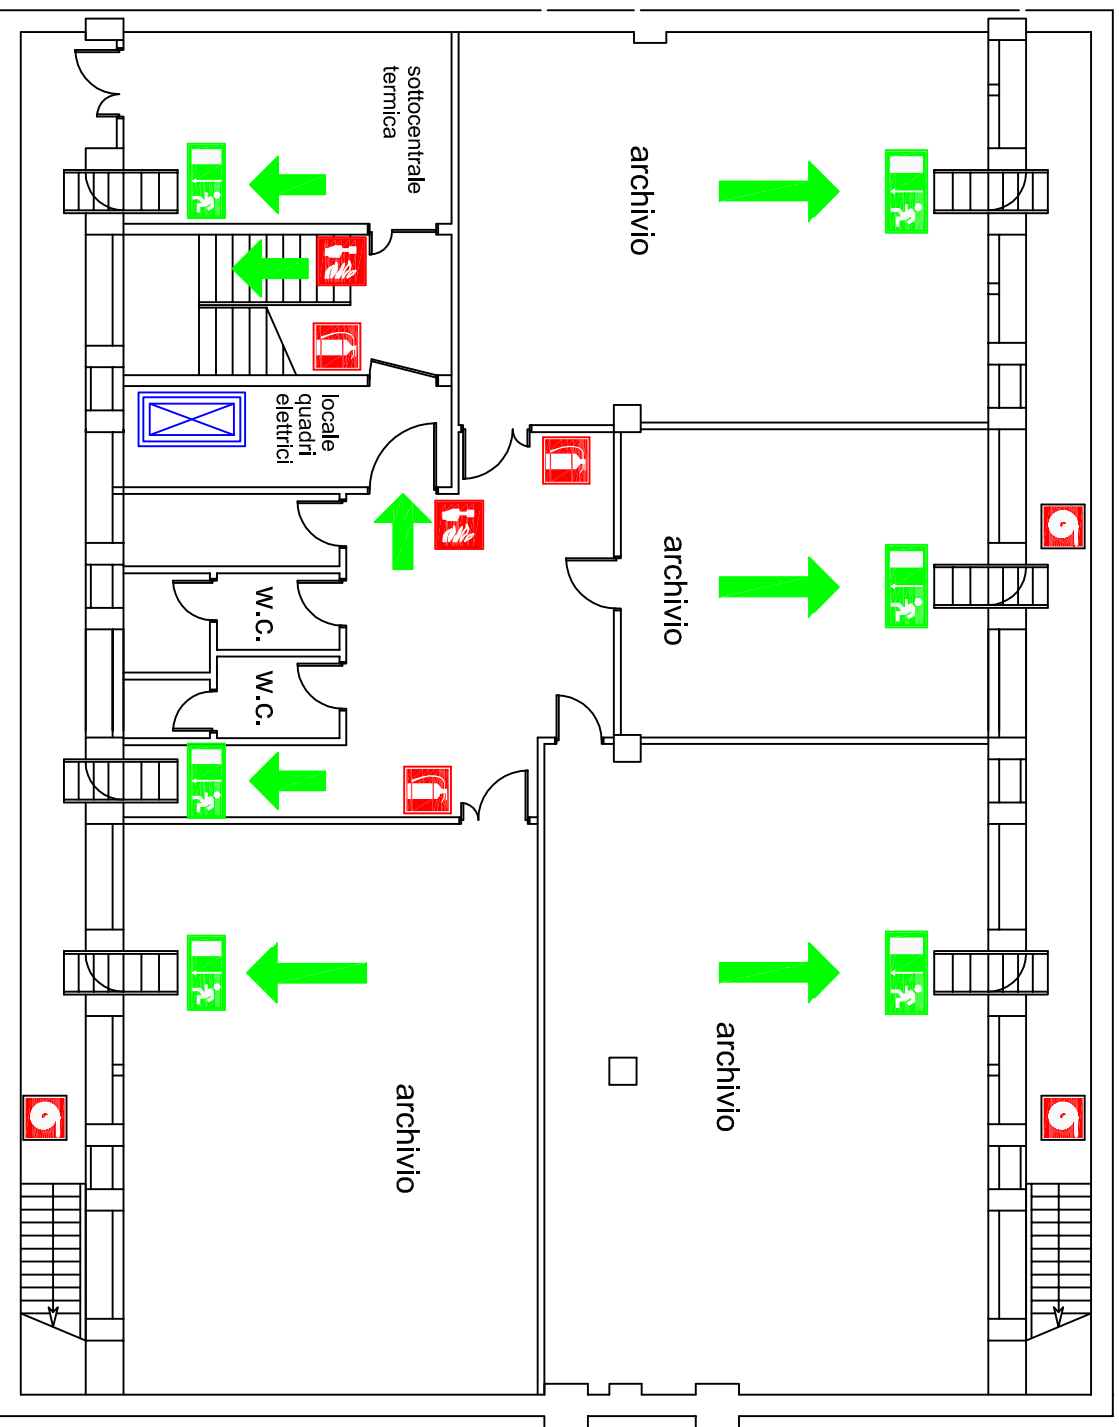 sottocentrale
termica
archivio
locale
quadri
elettrici
archivio
w.c.
w.c.
archivio
archivio